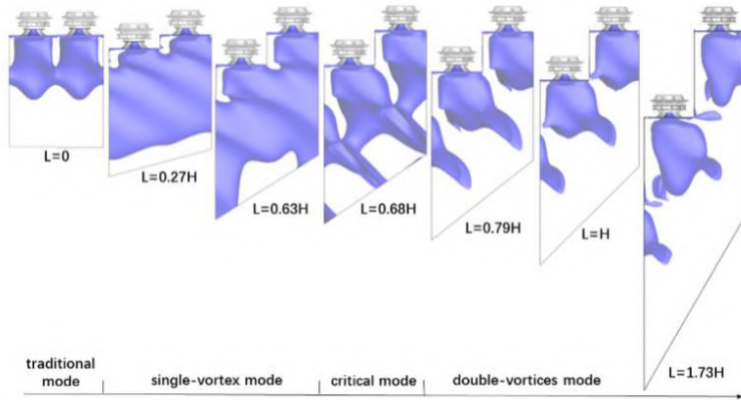 L=0
L=0.27H
L=0.63H
L=0.68H
L=0.79H
L=H
L=1.73H
traditional
mode
single-vortex mode
critical mode
double-vortices mode